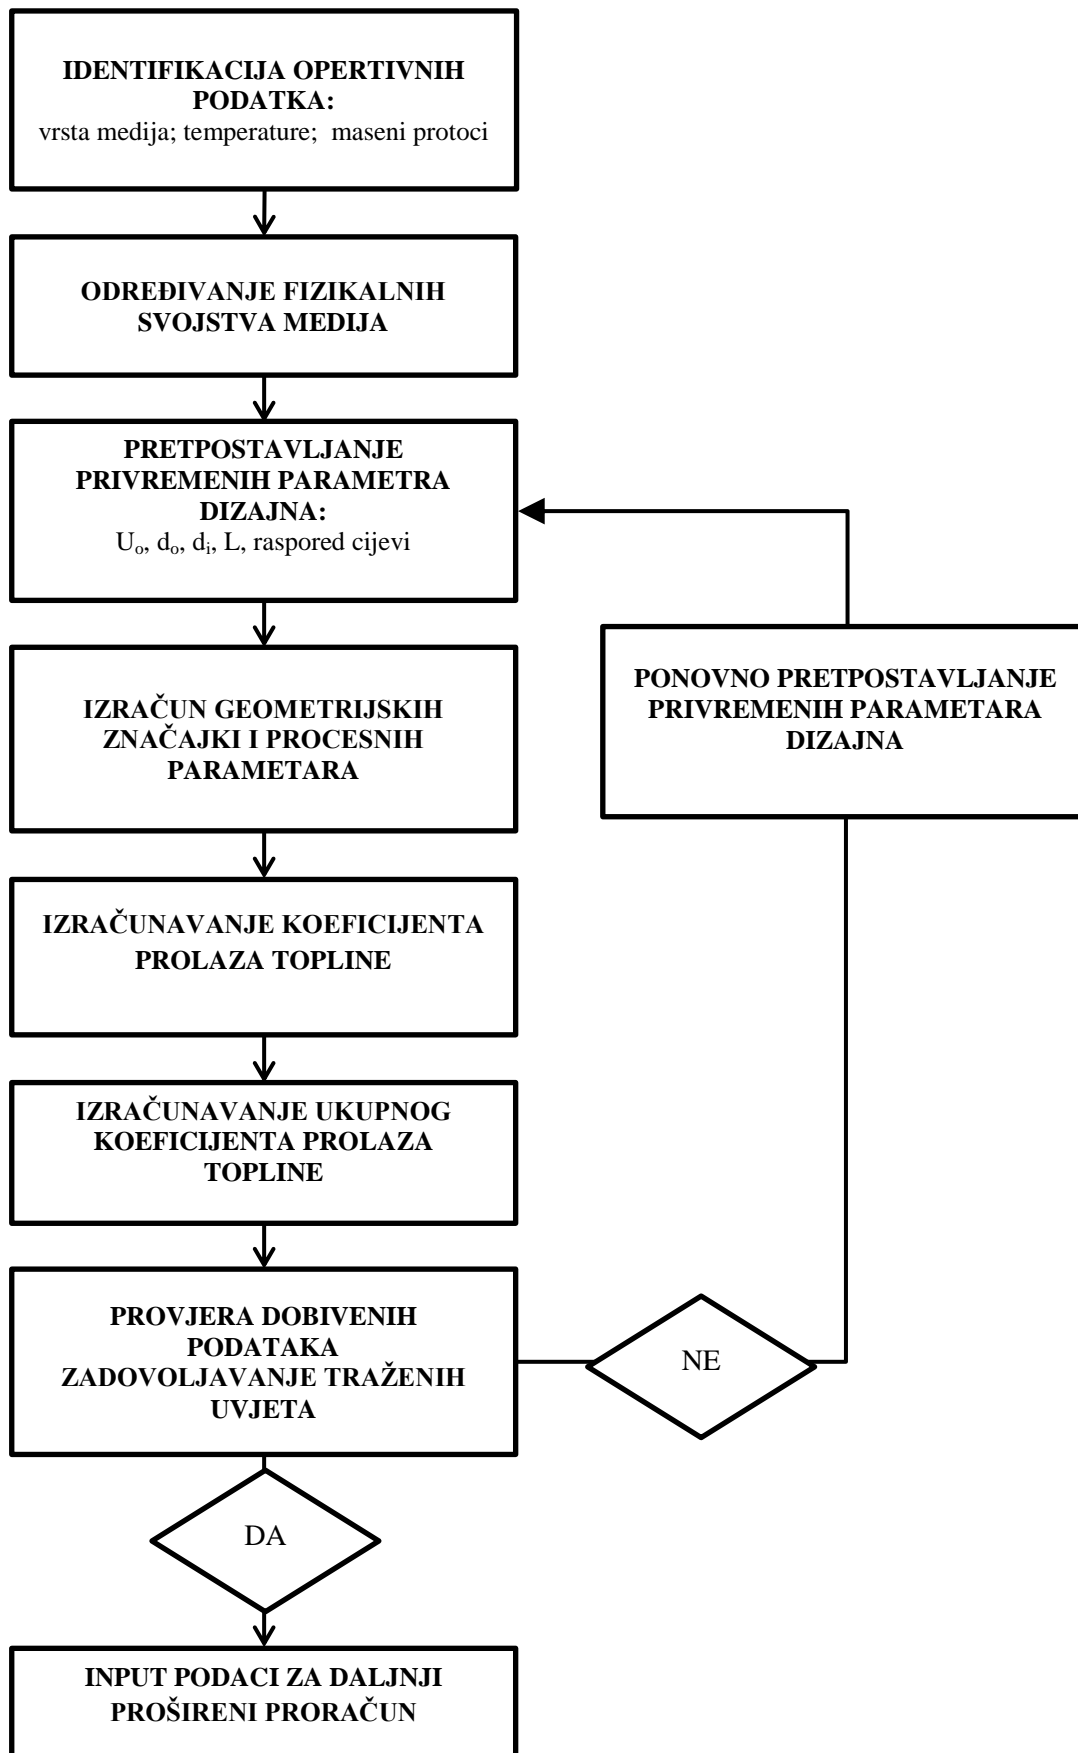 IDENTIFIKACIJA OPERTIVNIH
PODATKA:
vrsta medija; temperature; maseni protoci
ODREĐIVANJE FIZIKALNIH
SVOJSTVA MEDIJA
PRETPOSTAVLJANJE
PRIVREMENIH PARAMETRA
DIZAJNA:
Uₒ, dₒ, dᵢ, L, raspored cijevi
PONOVNO PRETPOSTAVLJANJE
PRIVREMENIH PARAMETARA
DIZAJNA
IZRAČUN GEOMETRIJSKIH
ZNAČAJKI I PROCESNIH
PARAMETARA
IZRAČUNAVANJE KOEFICIJENTA
PROLAZA TOPLINE
IZRAČUNAVANJE UKUPNOG
KOEFICIJENTA PROLAZA
TOPLINE
PROVJERA DOBIVENIH
PODATAKA
ZADOVOLJAVANJE TRAŽENIH
UVJETA
NE
DA
INPUT PODACI ZA DALJNJI
PROŠIRENI PRORAČUN